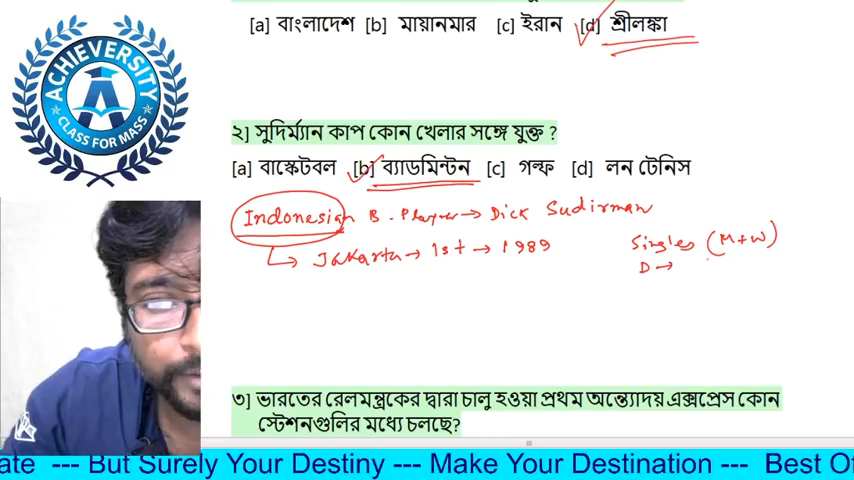 [a] বাংলাদেশ [b] মায়ানমার [c] ইরান [d] শ্রীলঙ্কা
ACHIEVERSITY
CLASS FOR MASS
২] সুদির্ম্যান কাপ কোন খেলার সঙ্গে যুক্ত ?
[a] বাস্কেটবল [b] ব্যাডমিন্টন [c] গল্ফ [d] লন টেনিস
Indonesian B. Player → Dick Sudirman
Jakarta → 1st → 1989
Singles (M+W)
D →
৩] ভারতের রেলমন্ত্রকের দ্বারা চালু হওয়া প্রথম অন্ত্যোদয় এক্সপ্রেস কোন
স্টেশনগুলির মধ্যে চলছে?
ate --- But Surely Your Destiny --- Make Your Destination --- Best Of